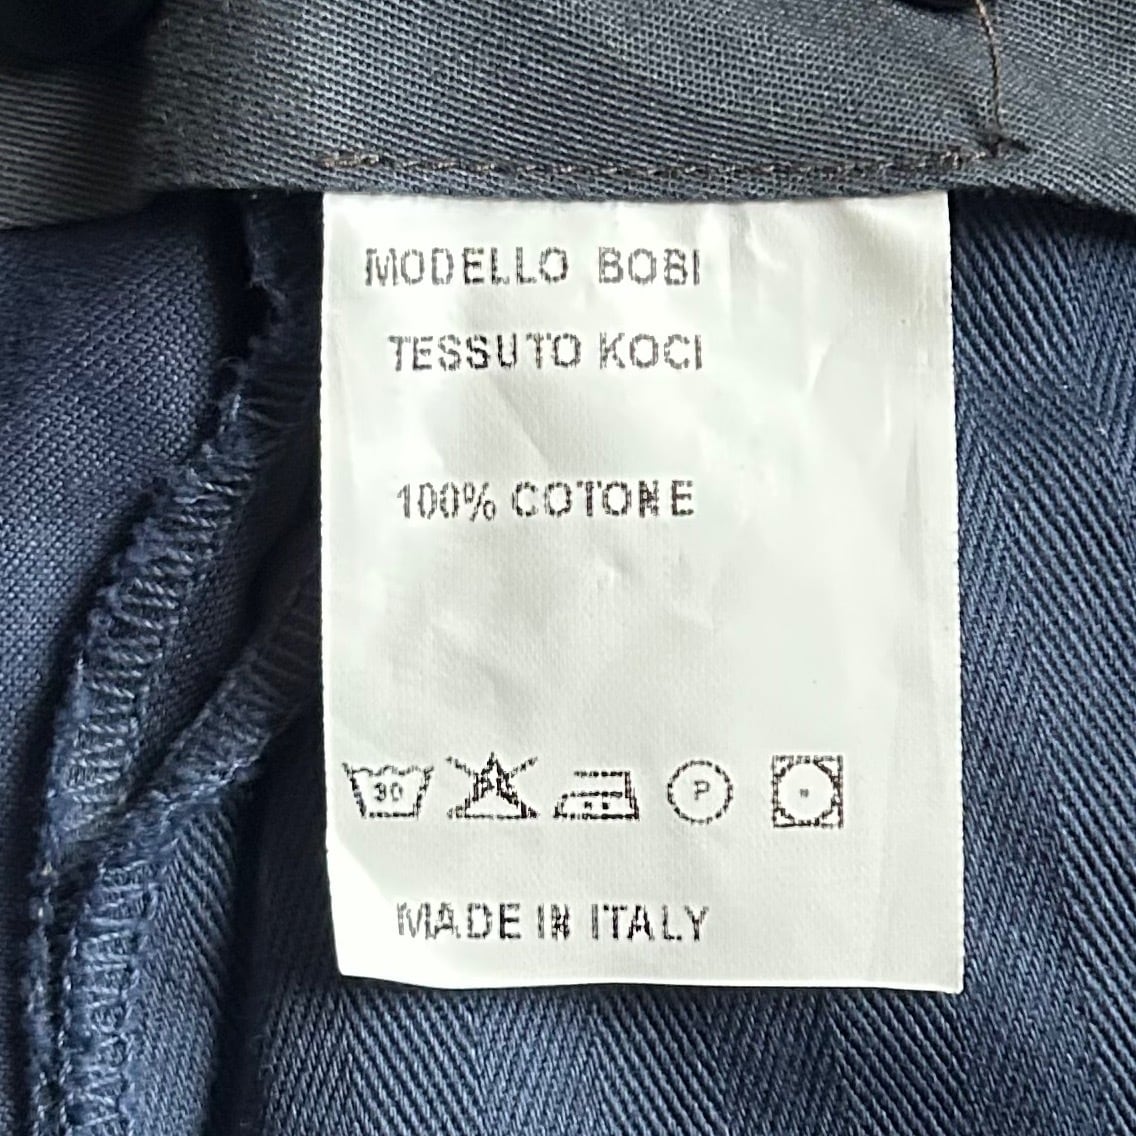 MODELLO BOBI
TESSUTO KOCI
100% COTONE
30 P
MADE IN ITALY